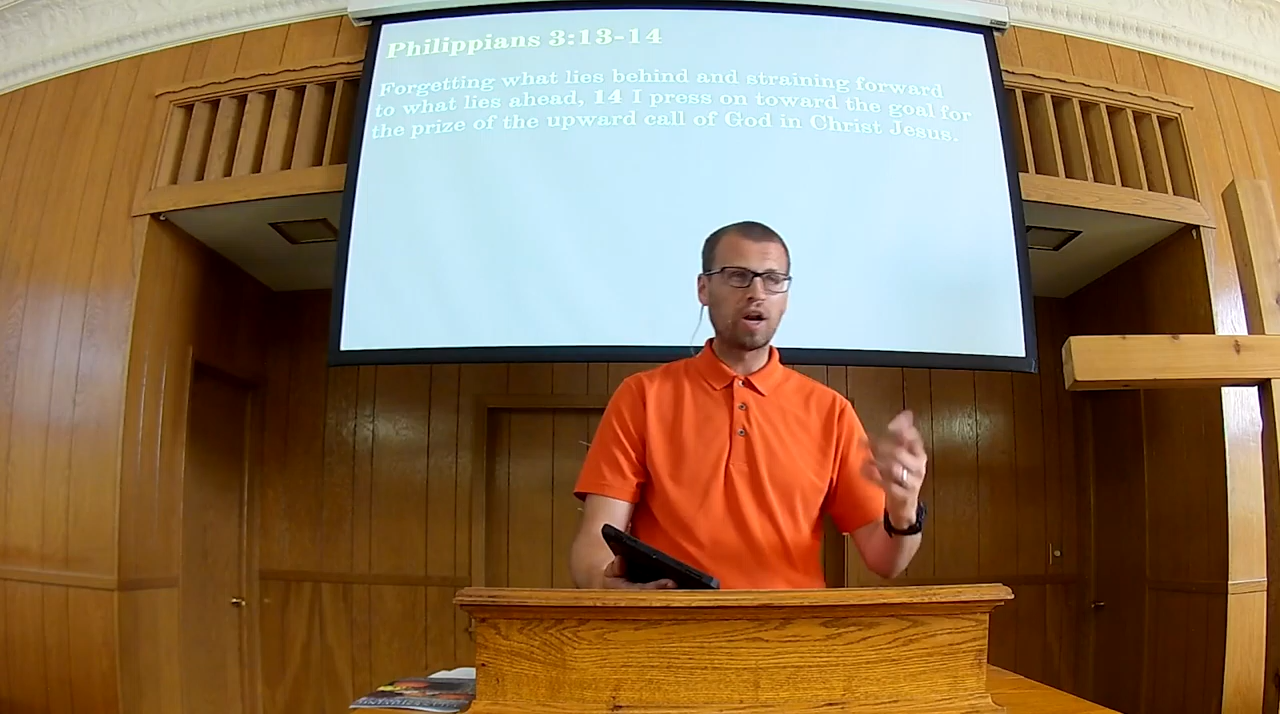 Philippians 3:13-14
Forgetting what lies behind and straining forward
to what lies ahead, 14 I press on toward the goal for
the prize of the upward call of God in Christ Jesus.